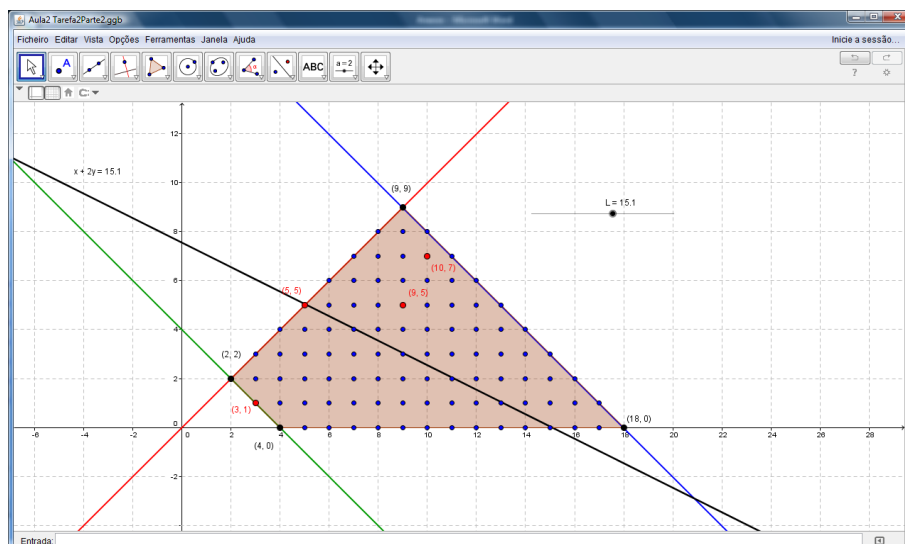 Aula2 Tarefa2Parte2.ggb
Ficheiro Editar Vista Opções Ferramentas Janela Ajuda Inicie a sessão...
A ABC a = 2
?
12
x + 2y = 15.1
10
(9, 9)
L = 15.1
8
(10, 7)
6
(5, 5) (9, 5)
4
(2, 2)
2
(3, 1)
(18, 0)
0
-6 -4 -2 0 2 4 6 8 10 12 14 16 18 20 22 24 26 28
(4, 0)
-2
Entrada: